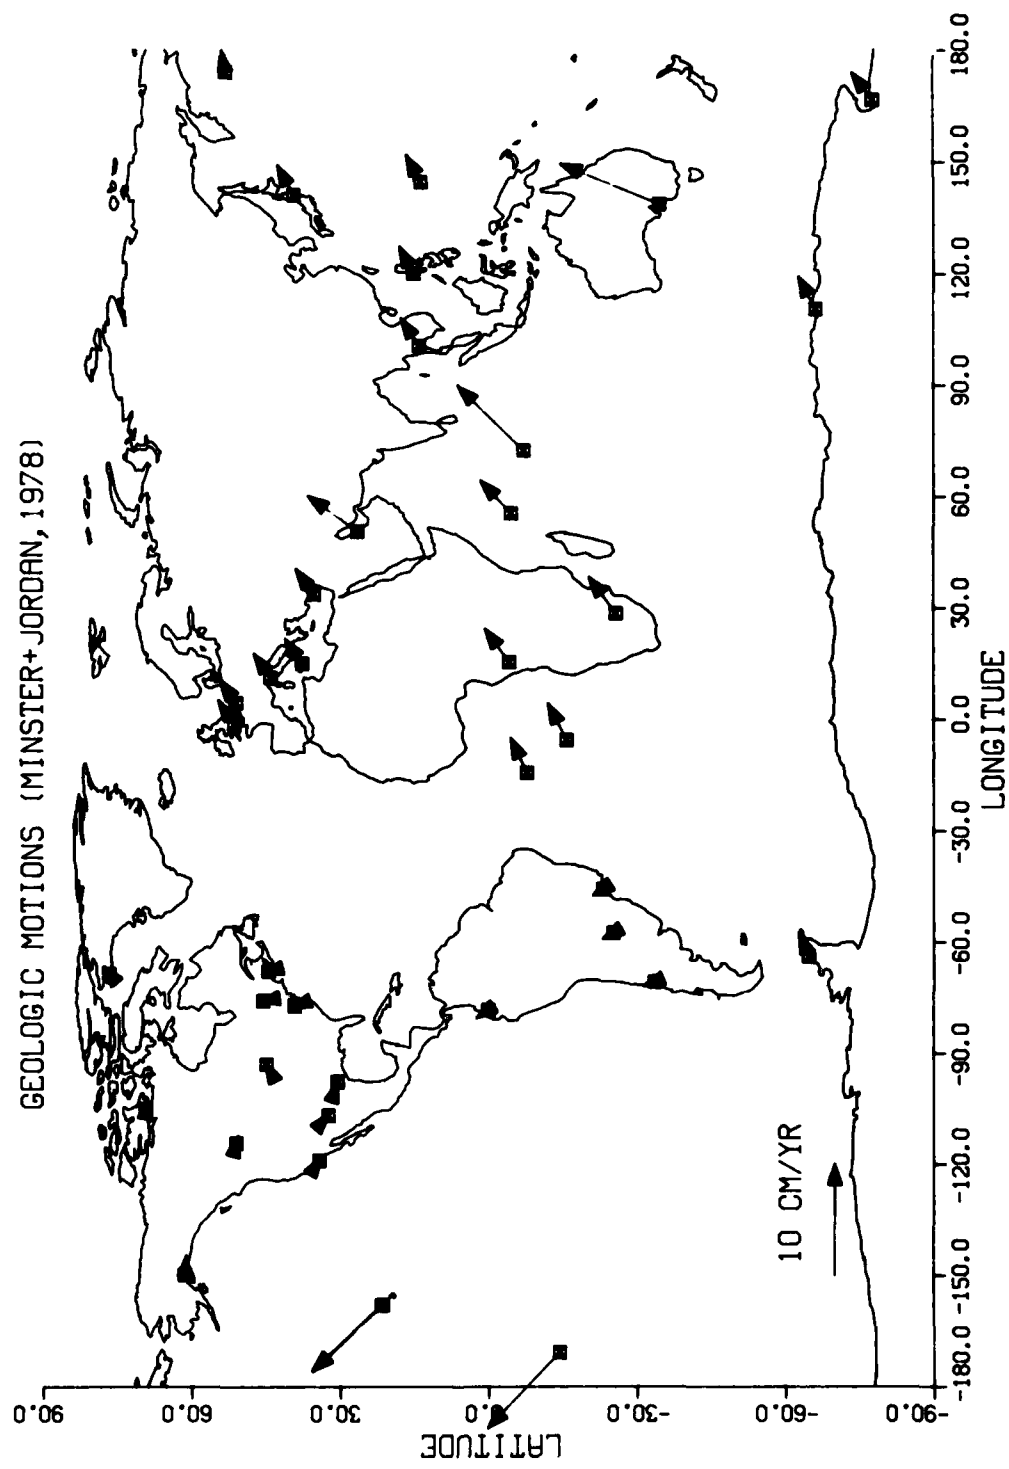 GEOLOGIC MOTIONS (MINSTER+JORDAN,1978)
LATITUDE
90.0
60.0
30.0
0.0
-30.0
-60.0
-90.0
10 CM/YR
-180.0 -150.0 -120.0 -90.0 -60.0 -30.0 0.0 30.0 60.0 90.0 120.0 150.0 180.0
LONGITUDE